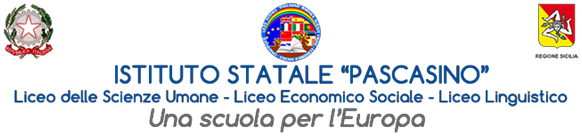 REGIONE SICILIA
ISTITUTO STATALE “PASCASINO”
Liceo delle Scienze Umane - Liceo Economico Sociale - Liceo Linguistico
Una scuola per l'Europa